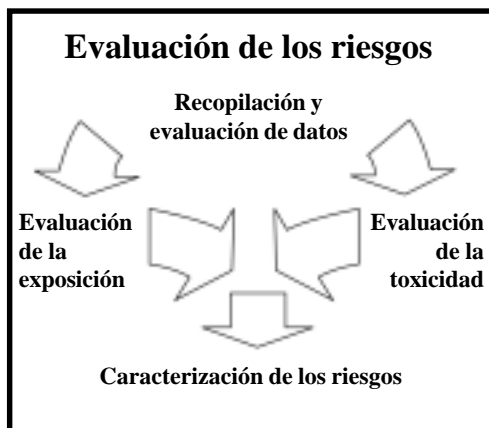 Evaluación de los riesgos
Recopilación y
evaluación de datos
Evaluación
de la
exposición
Evaluación
de la
toxicidad
Caracterización de los riesgos